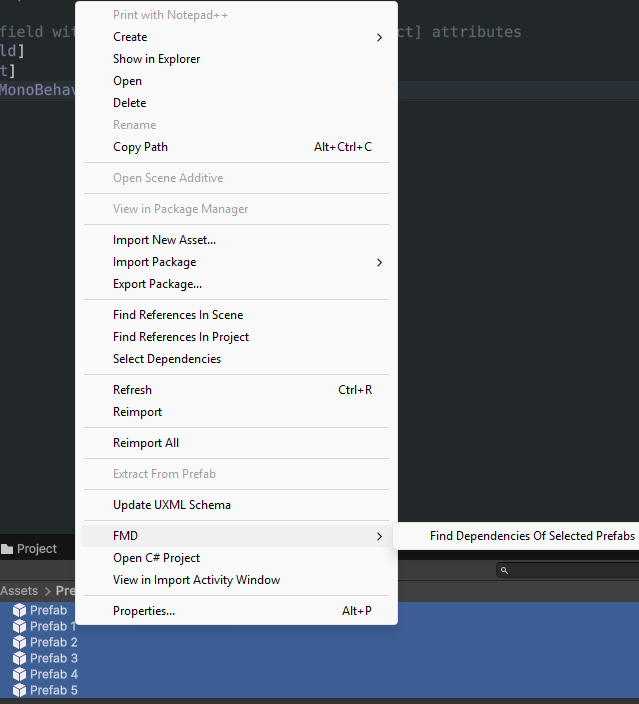 Print with Notepad++
field wit ct] attributes
Create
ld]
Show in Explorer
t]
Open
MonoBehav
Delete
Rename
Copy Path Alt+Ctrl+C
Open Scene Additive
View in Package Manager
Import New Asset...
Import Package
Export Package...
Find References In Scene
Find References In Project
Select Dependencies
Refresh Ctrl+R
Reimport
Reimport All
Extract From Prefab
Update UXML Schema
FMD
Find Dependencies Of Selected Prefabs
Project
Open C# Project
View in Import Activity Window
Assets > Pre
Properties... Alt+P
Prefab
Prefab 1
Prefab 2
Prefab 3
Prefab 4
Prefab 5